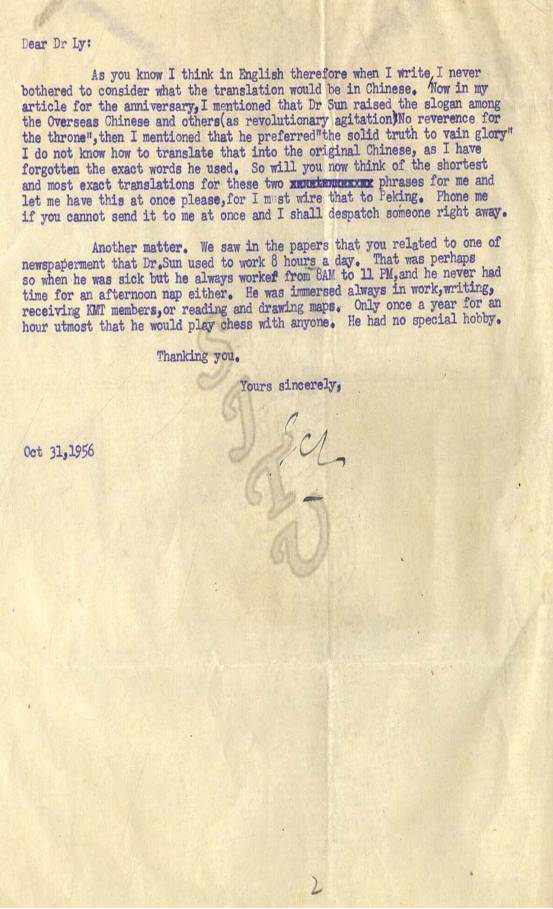 Dear Dr Ly:
As you know I think in English therefore when I write, I never
bothered to consider what the translation would be in Chinese. Now in my
article for the anniversary, I mentioned that Dr Sun raised the slogan among
the Overseas Chinese and others(as revolutionary agitation)"No reverence for
the throne",then I mentioned that he preferred"the solid truth to vain glory"
I do not know how to translate that into the original Chinese, as I have
forgotten the exact words he used. So will you now think of the shortest
and most exact translations for these two phrases for me and
let me have this at once please,for I must wire that to Peking. Phone me
if you cannot send it to me at once and I shall despatch someone right away.
Another matter. We saw in the papers that you related to one of
newspaperment that Dr.Sun used to work 8 hours a day. That was perhaps
so when he was sick but he always workef from 8AM to 11 PM,and he never had
time for an afternoon nap either. He was immersed always in work,writing,
receiving KMT members,or reading and drawing maps. Only once a year for an
hour utmost that he would play chess with anyone. He had no special hobby.
Thanking you.
Yours sincerely,
SCL
Oct 31,1956
2